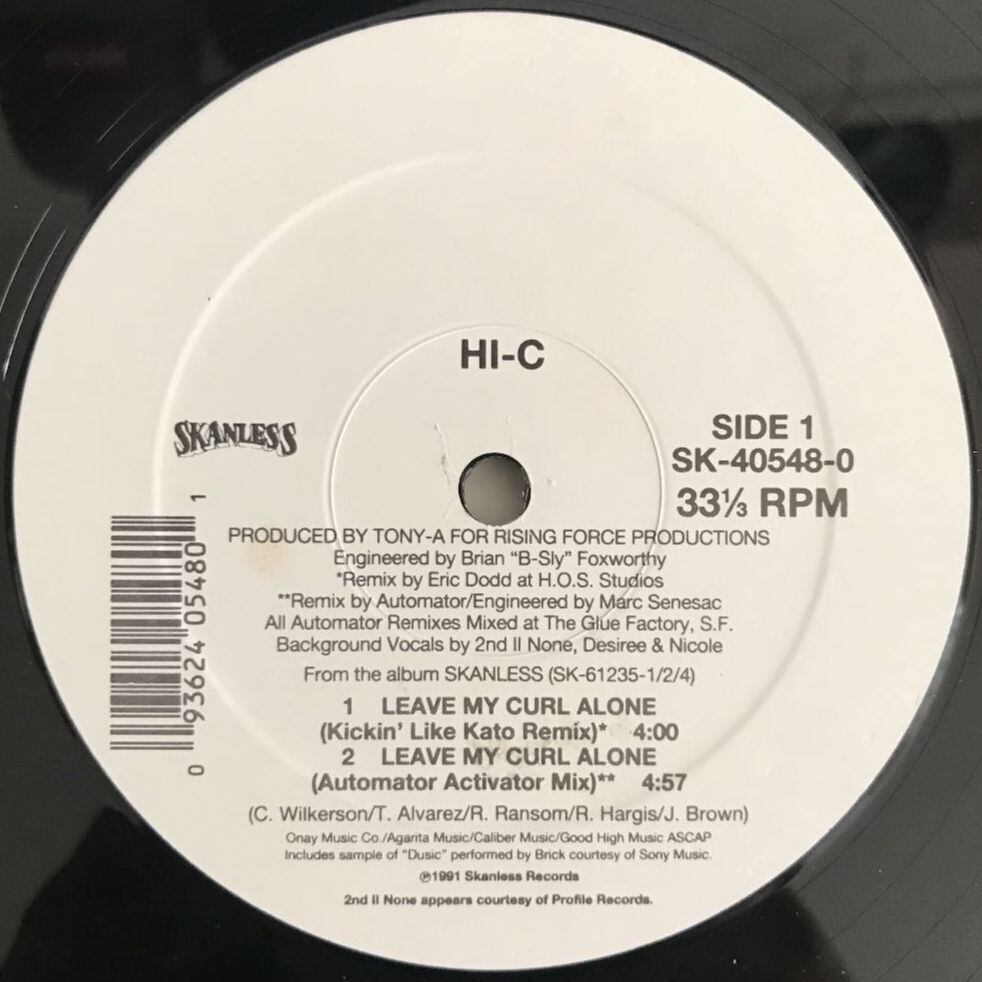 HI-C
SKANLESS
SIDE 1
SK-40548-0
33⅓ RPM
0 93624 05480 1
PRODUCED BY TONY-A FOR RISING FORCE PRODUCTIONS
Engineered by Brian "B-Sly" Foxworthy
*Remix by Eric Dodd at H.O.S. Studios
**Remix by Automator/Engineered by Marc Senesac
All Automator Remixes Mixed at The Glue Factory, S.F.
Background Vocals by 2nd II None, Desiree & Nicole
From the album SKANLESS (SK-61235-1/2/4)
1 LEAVE MY CURL ALONE
(Kickin' Like Kato Remix)* 4:00
2 LEAVE MY CURL ALONE
(Automator Activator Mix)** 4:57
(C. Wilkerson/T. Alvarez/R. Ransom/R. Hargis/J. Brown)
Onay Music Co./Agarita Music/Caliber Music/Good High Music ASCAP
Includes sample of "Dusic" performed by Brick courtesy of Sony Music.
℗1991 Skanless Records
2nd II None appears courtesy of Profile Records.